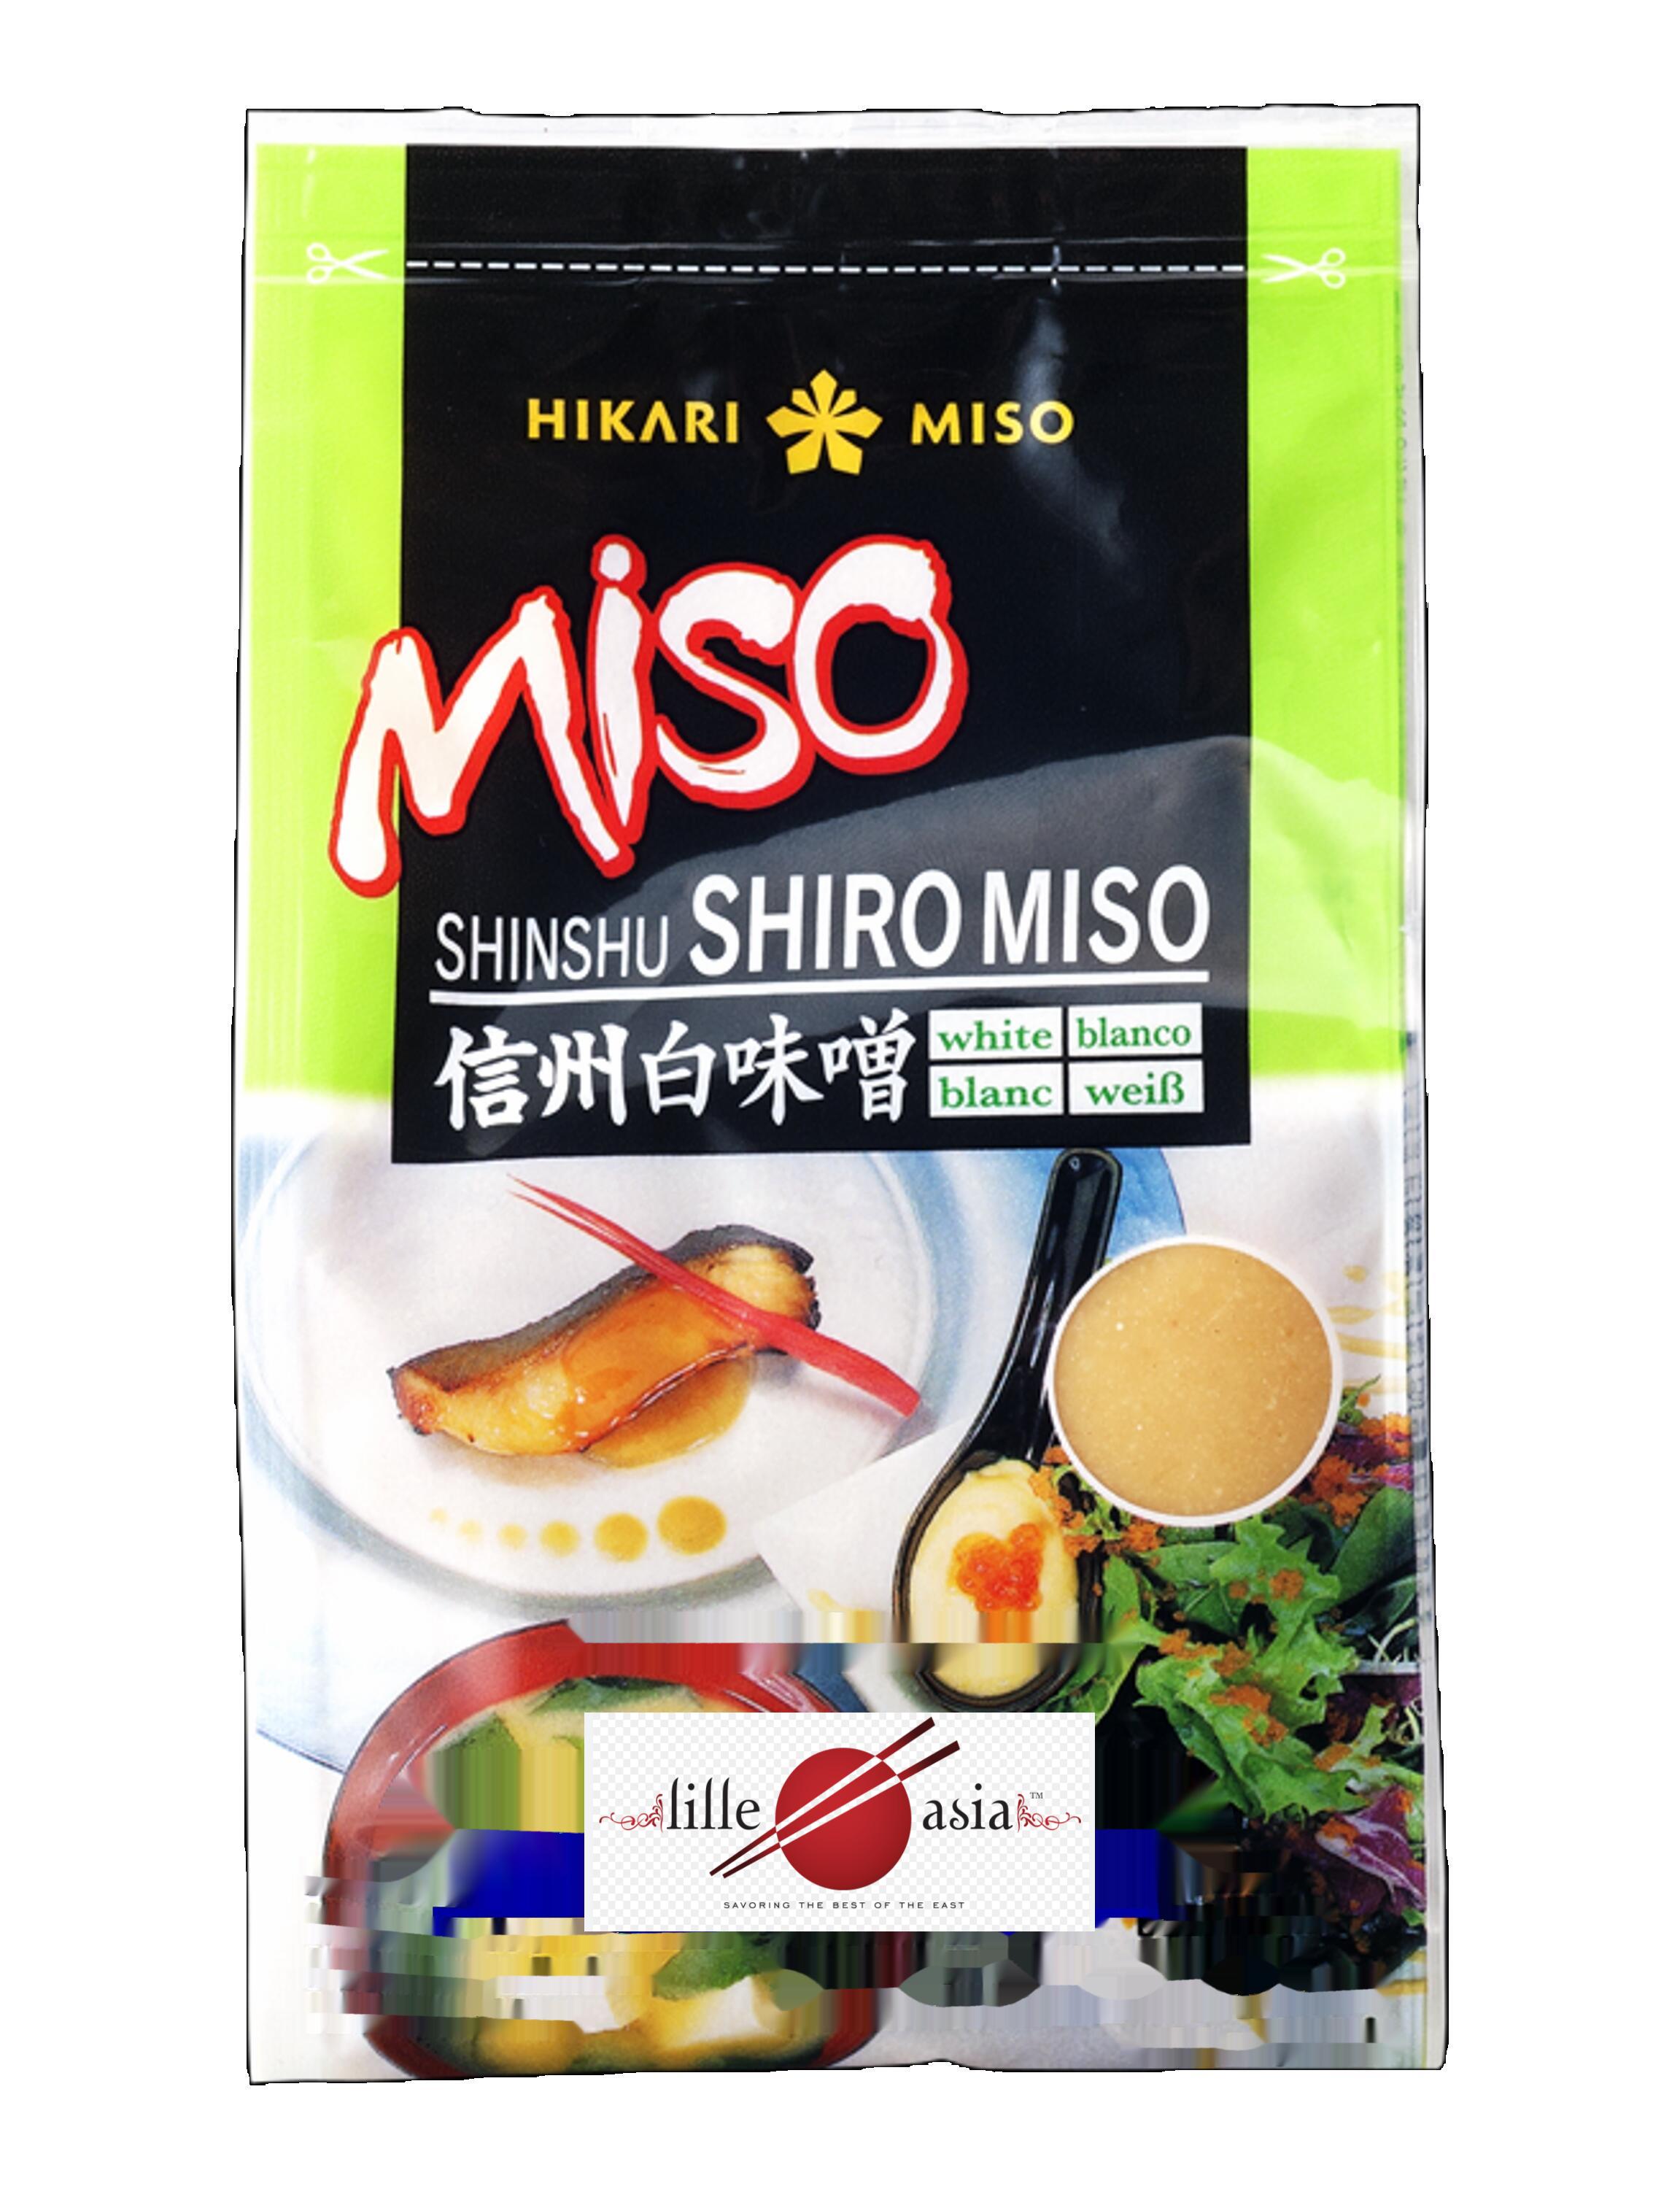 HIKARI MISO
MISO
SHINSHU SHIRO MISO
信州白味噌
white blanco
blanc weiß
lille asia™
SAVORING THE BEST OF THE EAST